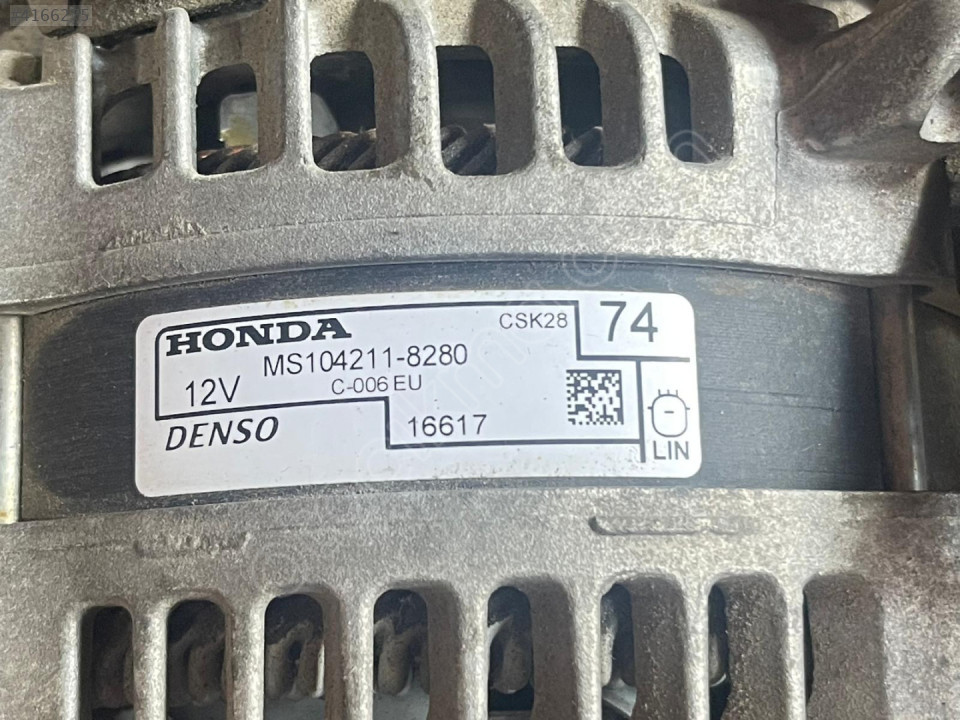 HONDA
CSK28
74
MS104211-8280
12V
C-006 EU
DENSO
16617
LIN